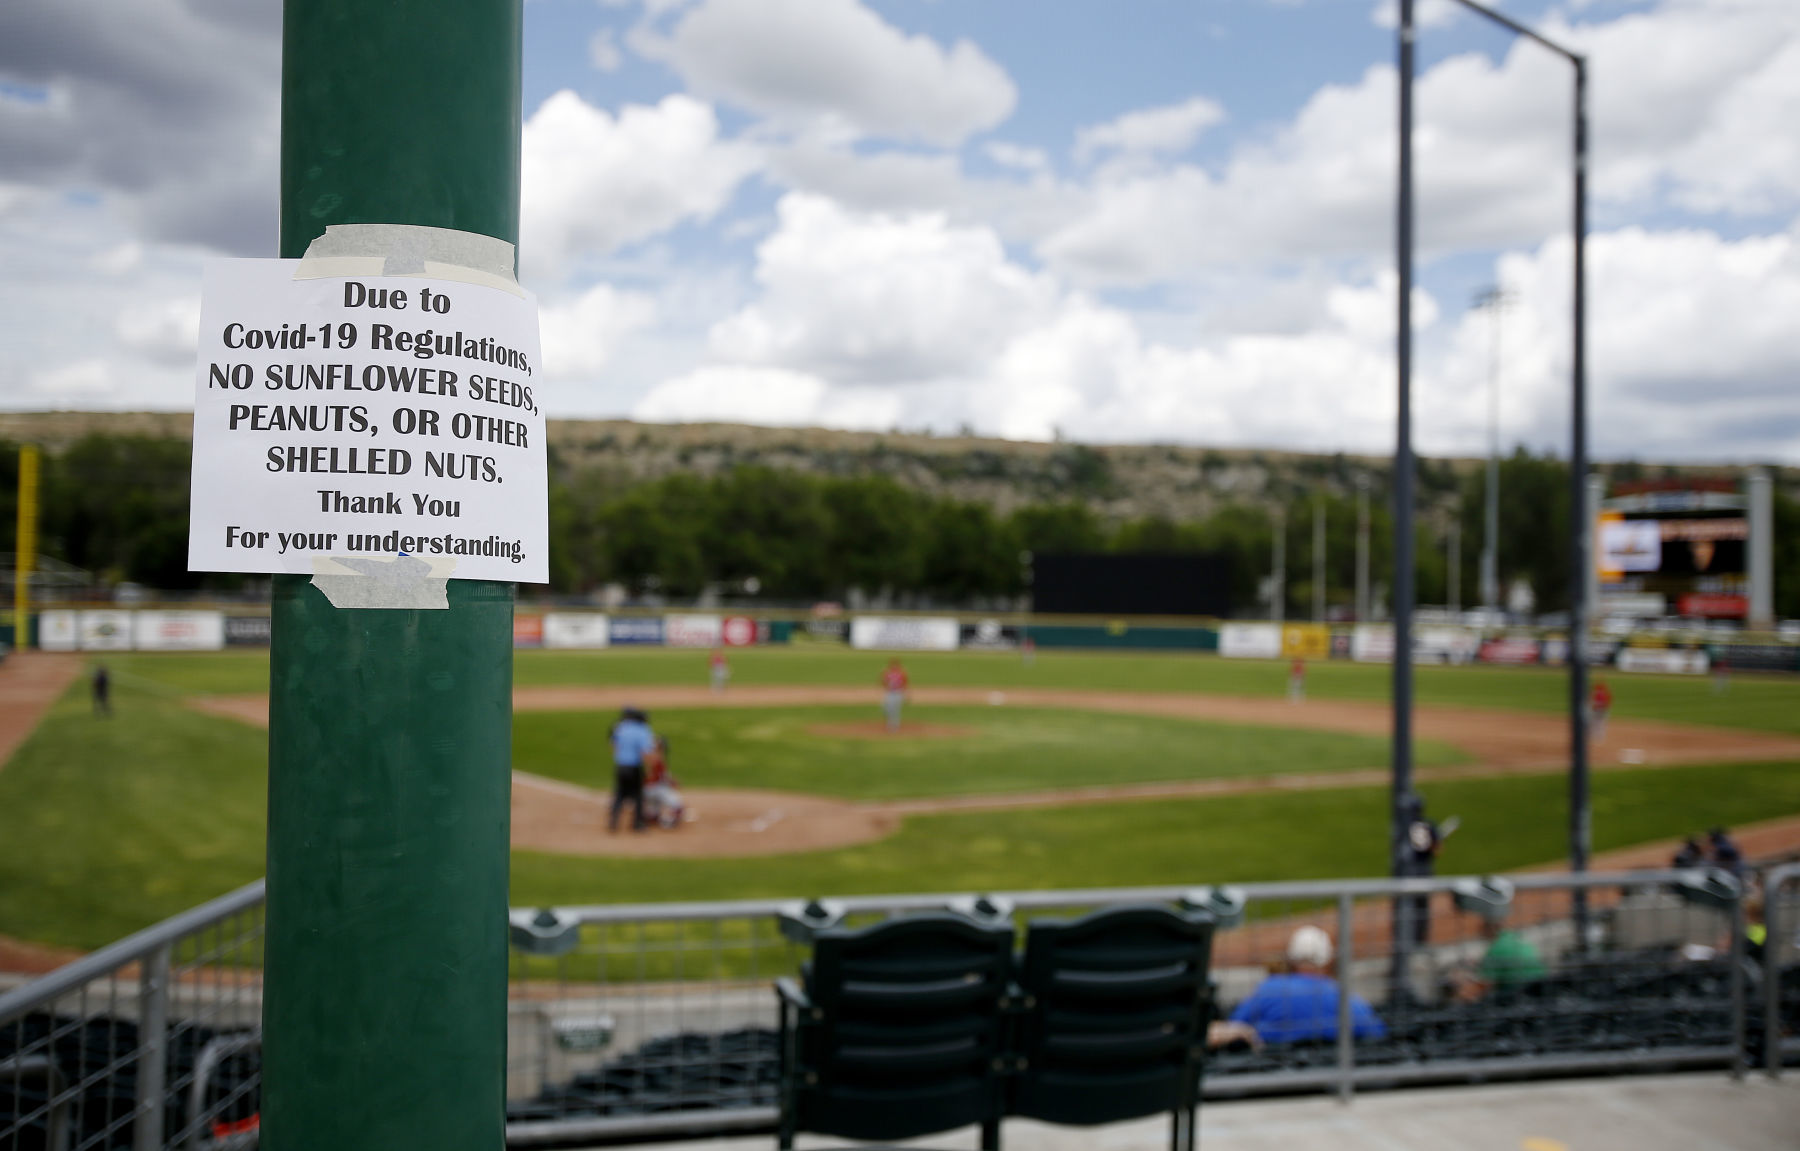 Due to
Covid-19 Regulations,
NO SUNFLOWER SEEDS,
PEANUTS, OR OTHER
SHELLED NUTS.
Thank You
For your understanding.